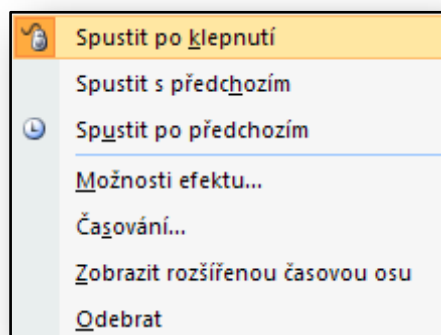 Spustit po klepnutí
Spustit s předchozím
Spustit po předchozím
Možnosti efektu...
Časování...
Zobrazit rozšířenou časovou osu
Odebrat